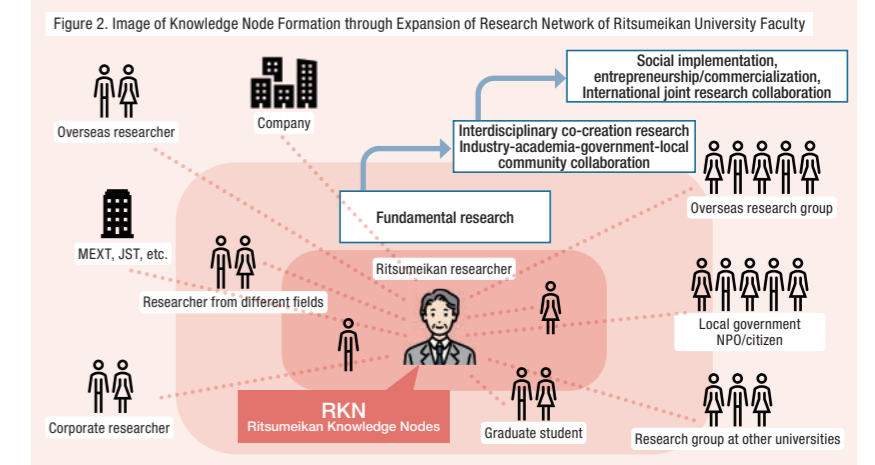 Figure 2. Image of Knowledge Node Formation through Expansion of Research Network of Ritsumeikan University Faculty
Social implementation,
entrepreneurship/commercialization,
International joint research collaboration
Overseas researcher
Company
Interdisciplinary co-creation research
Industry-academia-government-local
community collaboration
Overseas research group
Fundamental research
MEXT, JST, etc.
Ritsumeikan researcher
Researcher from different fields
Local government
NPO/citizen
RKN
Ritsumeikan Knowledge Nodes
Corporate researcher
Graduate student
Research group at other universities